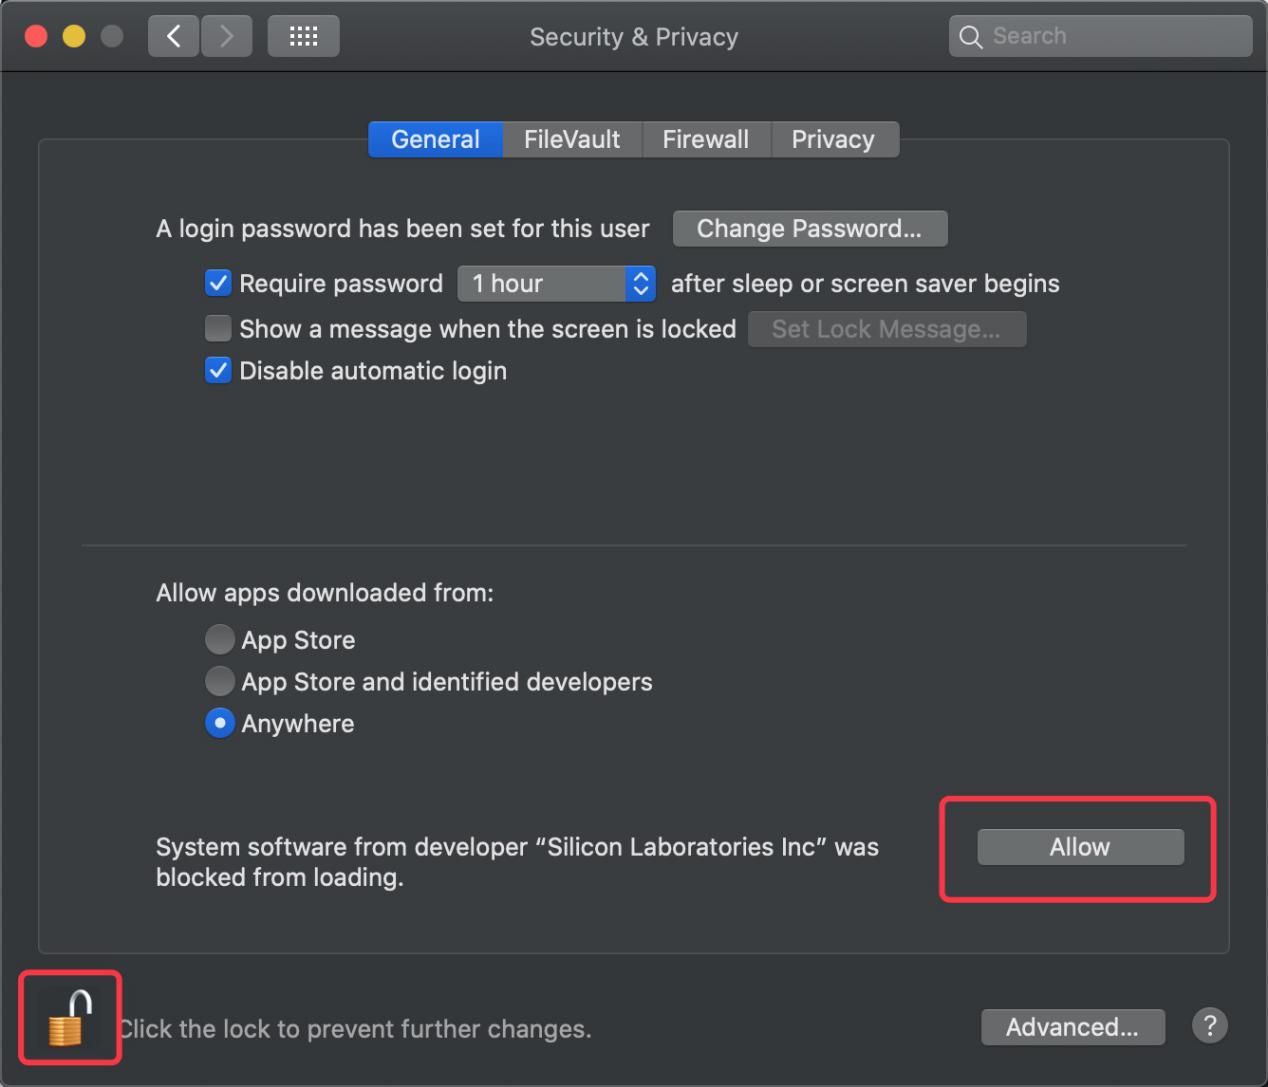 Security & Privacy
Search
General
FileVault
Firewall
Privacy
A login password has been set for this user
Change Password...
Require password
1 hour
after sleep or screen saver begins
Show a message when the screen is locked
Set Lock Message...
Disable automatic login
Allow apps downloaded from:
App Store
App Store and identified developers
Anywhere
System software from developer “Silicon Laboratories Inc” was
blocked from loading.
Allow
Click the lock to prevent further changes.
Advanced...
?